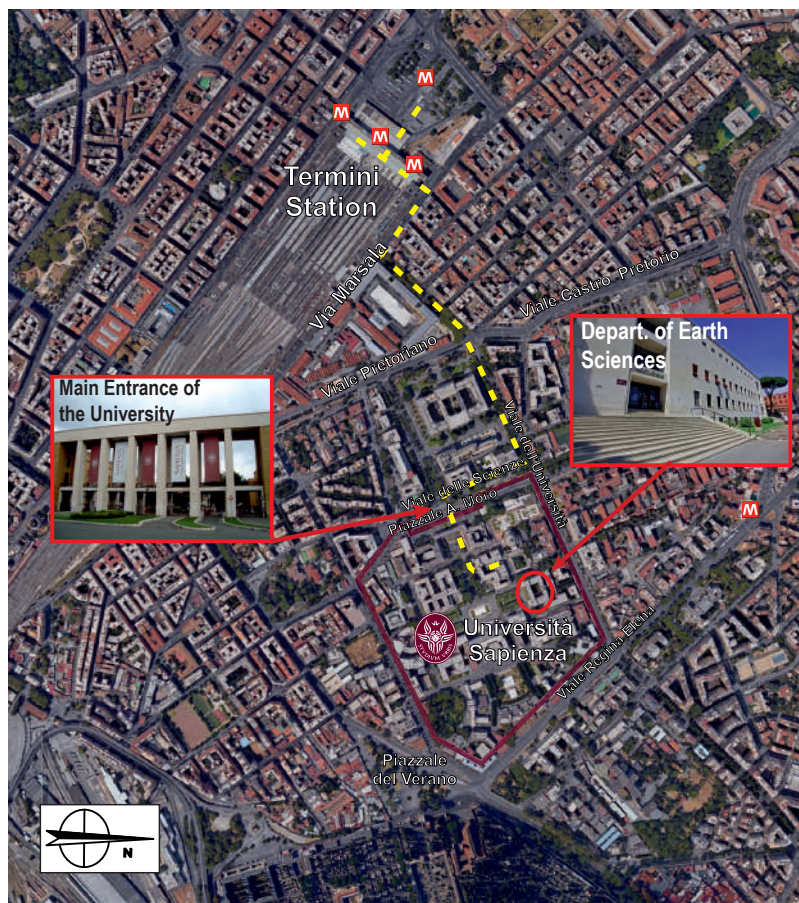 M
M
M
M
Termini
Station
Via Marsala
Viale Castro Pretorio
Viale Pretoriano
Depart. of Earth
Sciences
Main Entrance of
the University
Viale dell'Università
Viale delle Scienze
Piazzale A. Moro
M
Università
Sapienza
Viale Regina Elena
Piazzale
del Verano
N